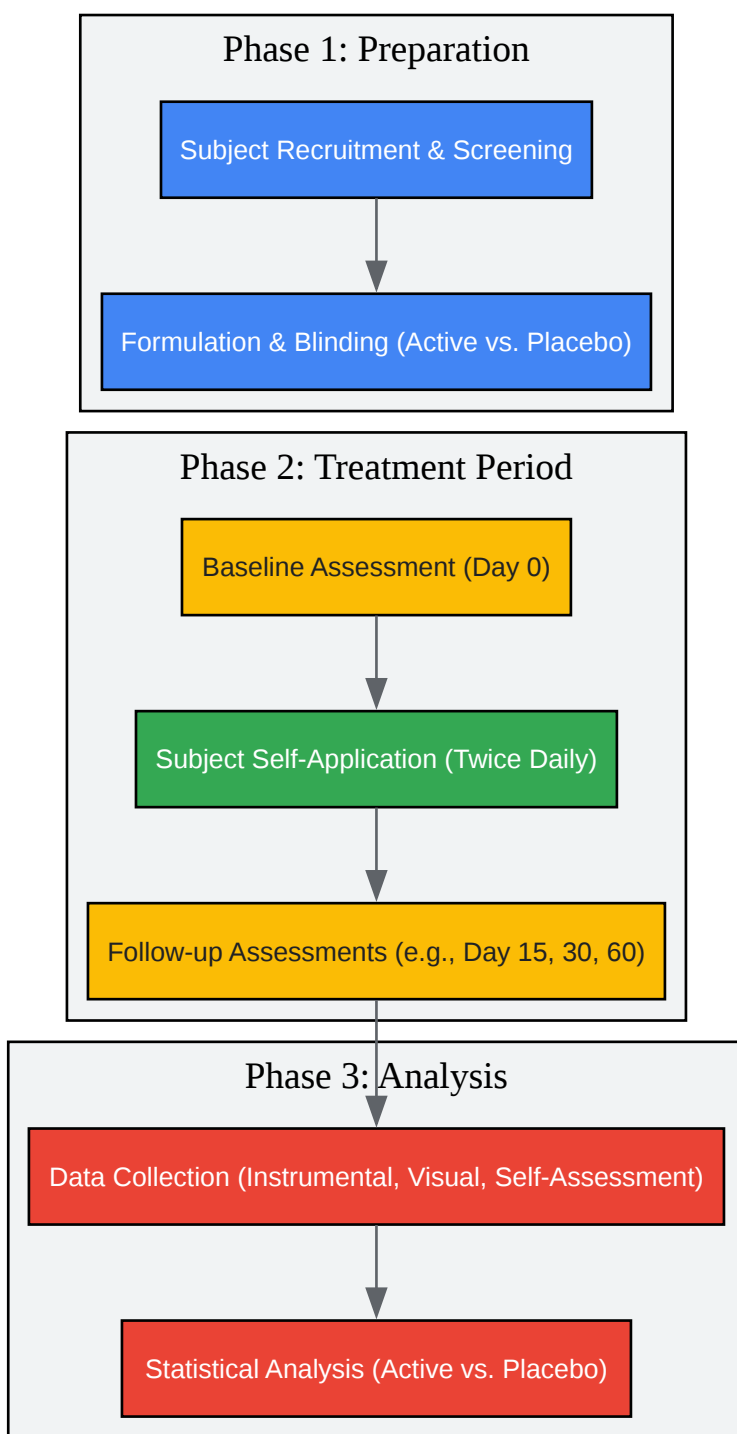 Phase 1: Preparation
Subject Recruitment & Screening
Formulation & Blinding (Active vs. Placebo)
Phase 2: Treatment Period
Baseline Assessment (Day 0)
Subject Self-Application (Twice Daily)
Follow-up Assessments (e.g., Day 15, 30, 60)
Phase 3: Analysis
Data Collection (Instrumental, Visual, Self-Assessment)
Statistical Analysis (Active vs. Placebo)